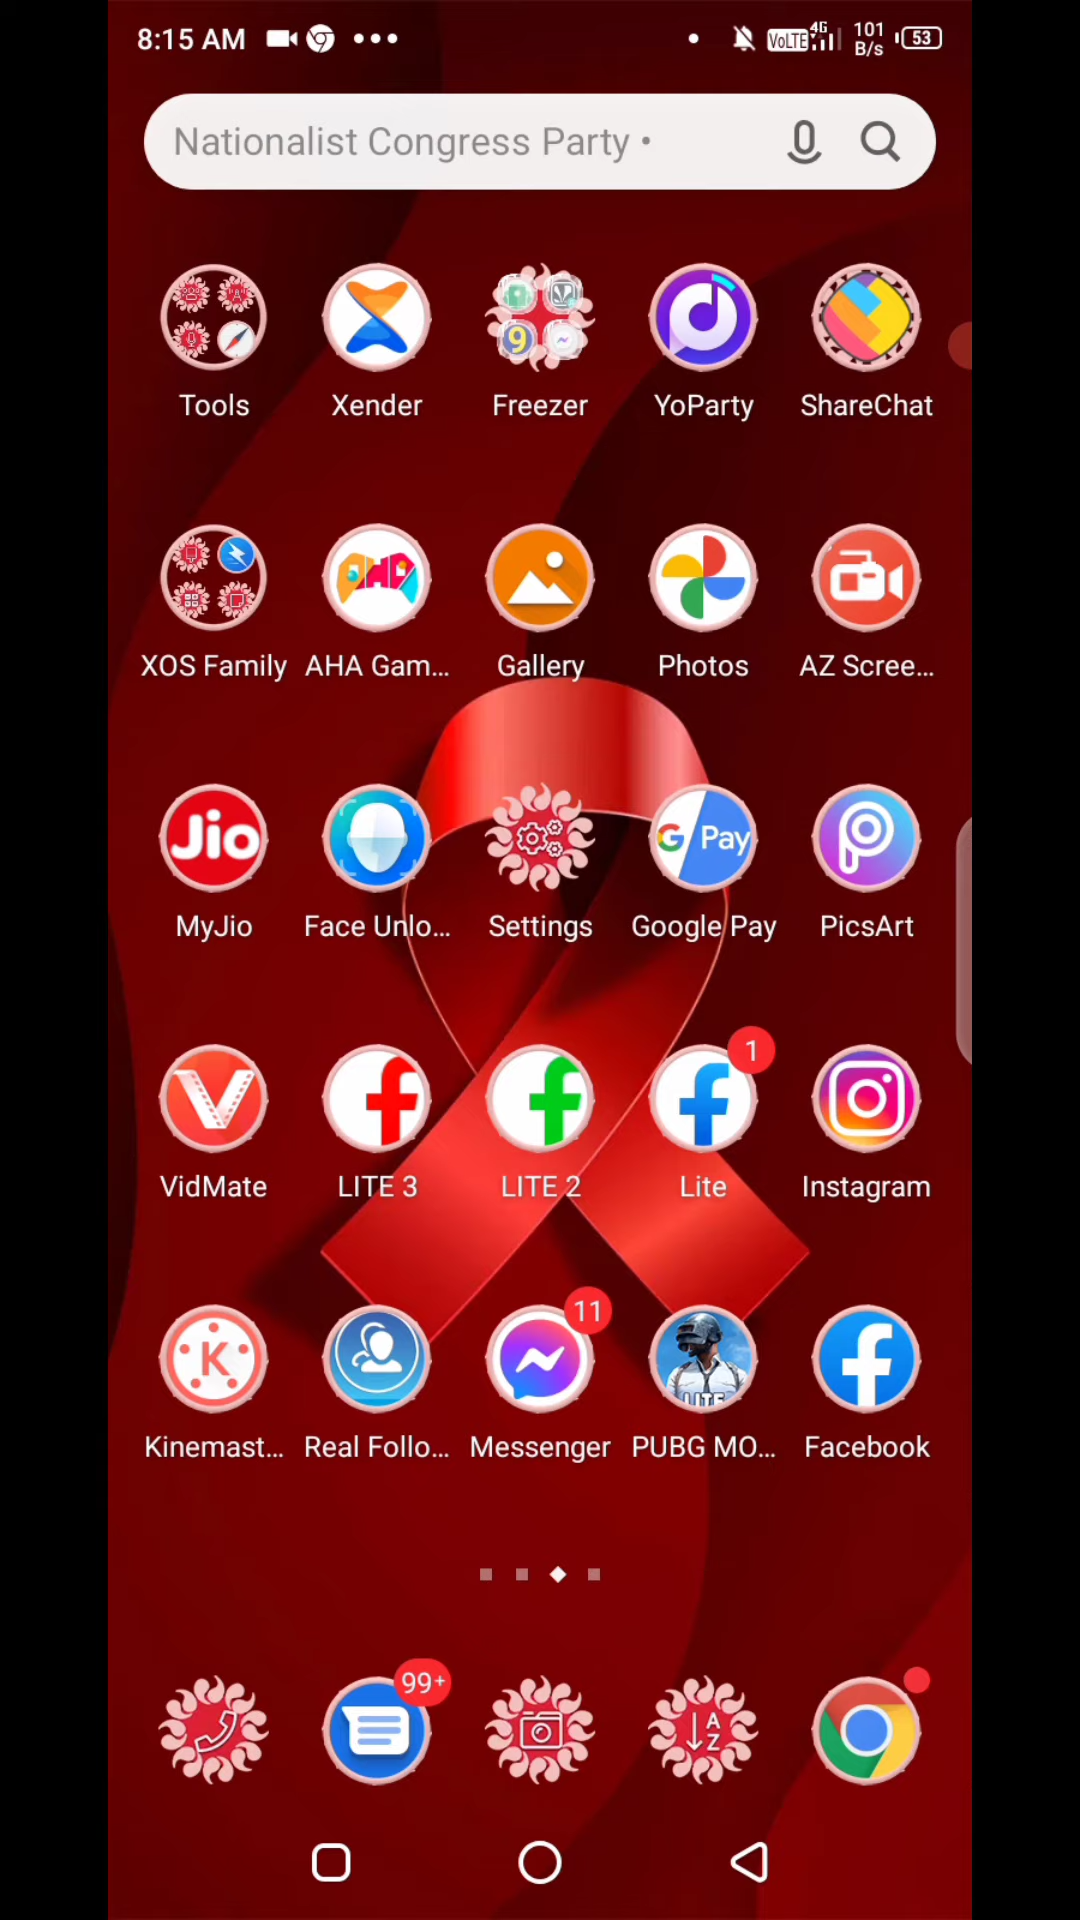 8:15 AM
VoLTE 4G 101 B/s 53
Nationalist Congress Party •
9
Tools Xender Freezer YoParty ShareChat
XOS Family AHA Gam... Gallery Photos AZ Scree...
Jio G Pay
MyJio Face Unlo... Settings Google Pay PicsArt
1
VidMate LITE 3 LITE 2 Lite Instagram
11
K LITE
Kinemast... Real Follo... Messenger PUBG MO... Facebook
99+
A
Z